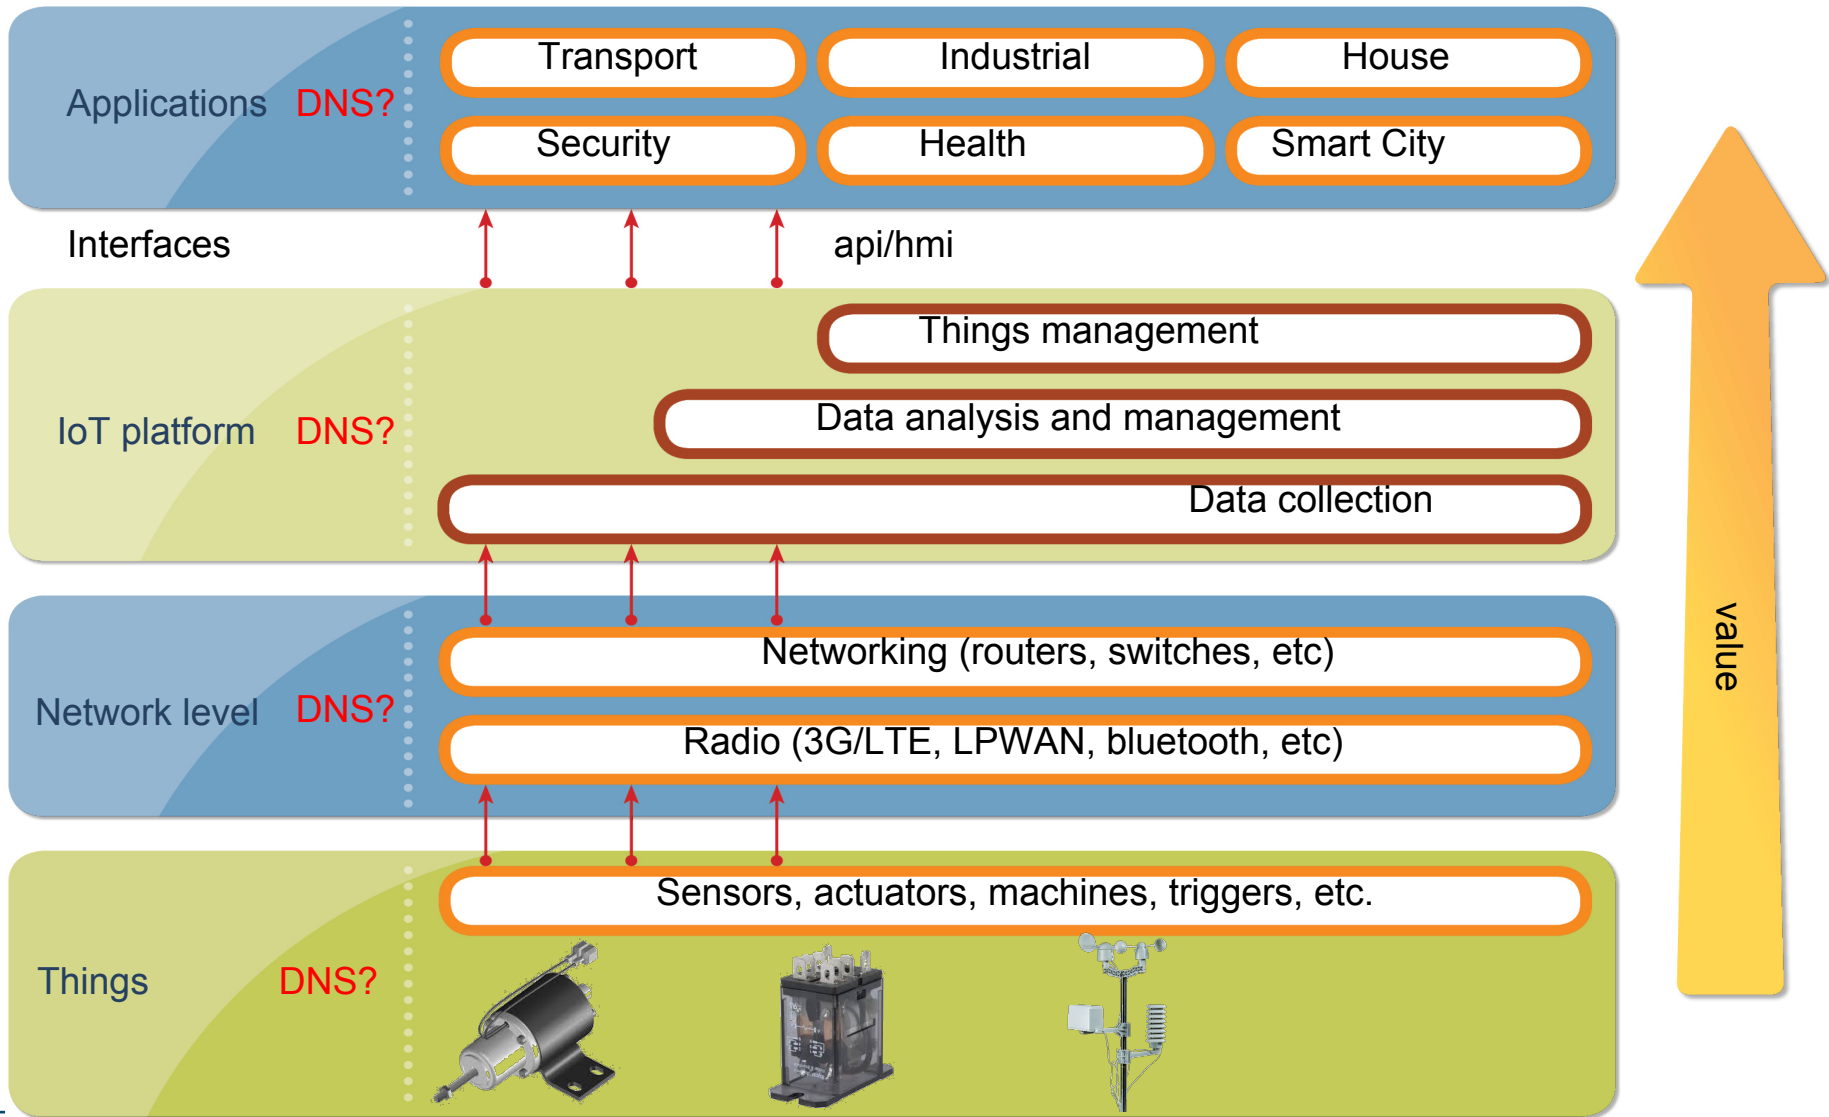 Transport
Industrial
House
Applications DNS?
Security
Health
Smart City
Interfaces
api/hmi
Things management
Data analysis and management
IoT platform DNS?
Data collection
Networking (routers, switches, etc)
Network level DNS?
Radio (3G/LTE, LPWAN, bluetooth, etc)
Sensors, actuators, machines, triggers, etc.
Things DNS?
value